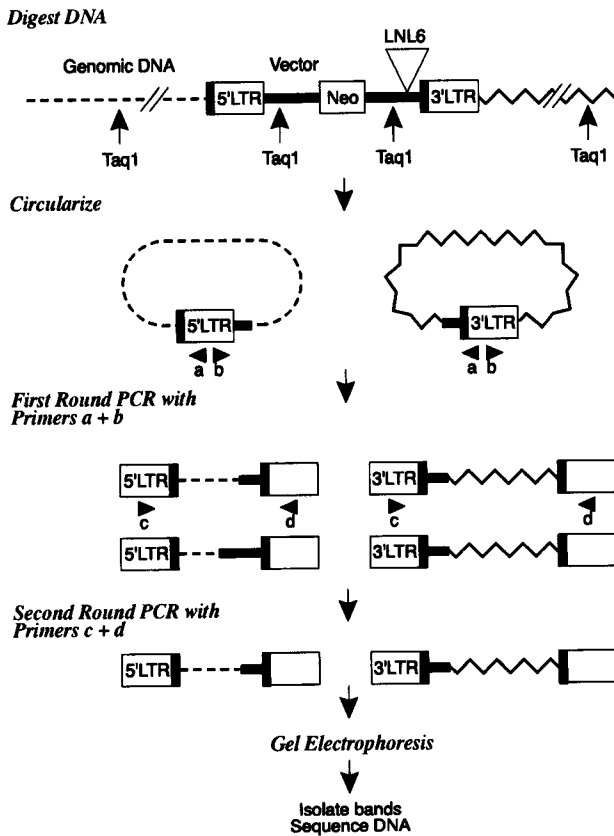 Digest DNA
LNL6
Genomic DNA
Vector
5'LTR
Neo
3'LTR
Taq1
Taq1
Taq1
Taq1
Circularize
5'LTR
3'LTR
a b
a b
First Round PCR with
Primers a + b
5'LTR
3'LTR
c
d
c
d
5'LTR
3'LTR
Second Round PCR with
Primers c + d
5'LTR
3'LTR
Gel Electrophoresis
Isolate bands
Sequence DNA